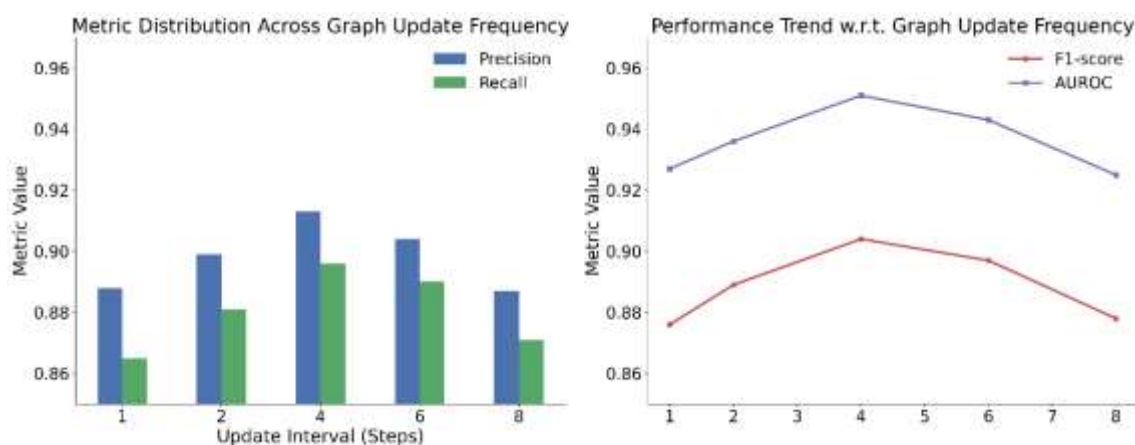 Metric Distribution Across Graph Update Frequency
Precision
Recall
Metric Value
0.96
0.94
0.92
0.90
0.88
0.86
1 2 4 6 8
Update Interval (Steps)
Performance Trend w.r.t. Graph Update Frequency
F1-score
AUROC
Metric Value
0.96
0.94
0.92
0.90
0.88
0.86
1 2 3 4 5 6 7 8